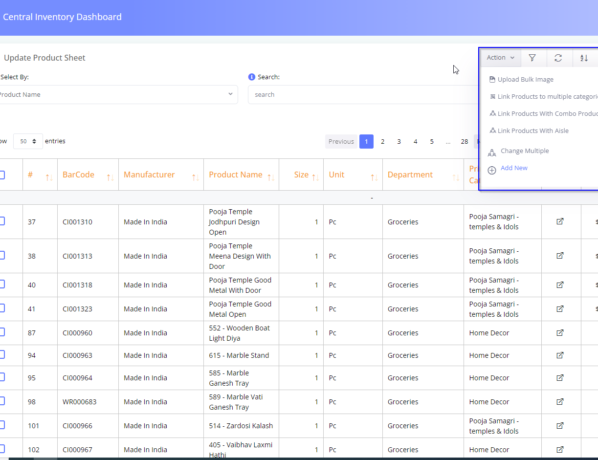 Central Inventory Dashboard
Update Product Sheet
Action
Select By:
Search:
Product Name
search
Upload Bulk Image
Link Products to multiple categori
Link Products With Combo Produc
Link Products With Aisle
Change Multiple
Add New
ow 50 entries
Previous 1 2 3 4 5 ... 28
# BarCode Manufacturer Product Name Size Unit Department
37 CI001310 Made In India Pooja Temple Jodhpuri Design Open 1 Pc Groceries Pooja Samagri - temples & Idols
38 CI001313 Made In India Pooja Temple Meena Design With Door 1 Pc Groceries Pooja Samagri - temples & Idols
40 CI001318 Made In India Pooja Temple Good Metal With Door 1 Pc Groceries Pooja Samagri - temples & Idols
41 CI001323 Made In India Pooja Temple Good Metal Open 1 Pc Groceries Pooja Samagri - temples & Idols
87 CI000960 Made In India 552 - Wooden Boat Light Diya 1 Pc Groceries Home Decor
94 CI000963 Made In India 615 - Marble Stand 1 Pc Groceries Home Decor
95 CI000964 Made In India 585 - Marble Ganesh Tray 1 Pc Groceries Home Decor
98 WR000683 Made In India 589 - Marble Vati Ganesh Tray 1 Pc Groceries Home Decor
101 CI000966 Made In India 514 - Zardosi Kalash 1 Pc Groceries Pooja Samagri - temples & Idols
102 CI000967 Made In India 405 - Vaibhav Laxmi Hathi 1 Pc Groceries Home Decor